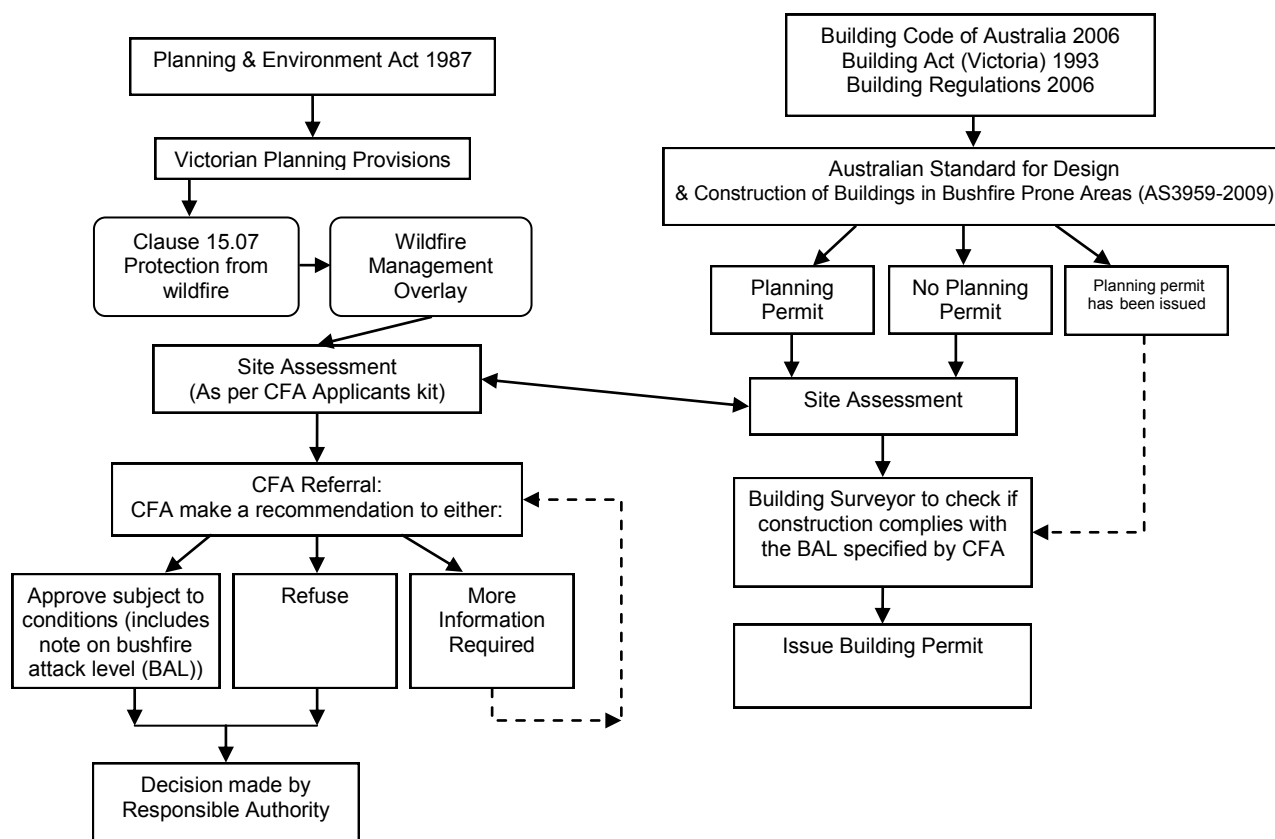 Planning & Environment Act 1987
Victorian Planning Provisions
Clause 15.07
Protection from
wildfire
Wildfire
Management
Overlay
Site Assessment
(As per CFA Applicants kit)
CFA Referral:
CFA make a recommendation to either:
Approve subject to
conditions (includes
note on bushfire
attack level (BAL))
Refuse
More
Information
Required
Decision made by
Responsible Authority
Building Code of Australia 2006
Building Act (Victoria) 1993
Building Regulations 2006
Australian Standard for Design
& Construction of Buildings in Bushfire Prone Areas (AS3959-2009)
Planning
Permit
No Planning
Permit
Planning permit
has been issued
Site Assessment
Building Surveyor to check if
construction complies with
the BAL specified by CFA
Issue Building Permit